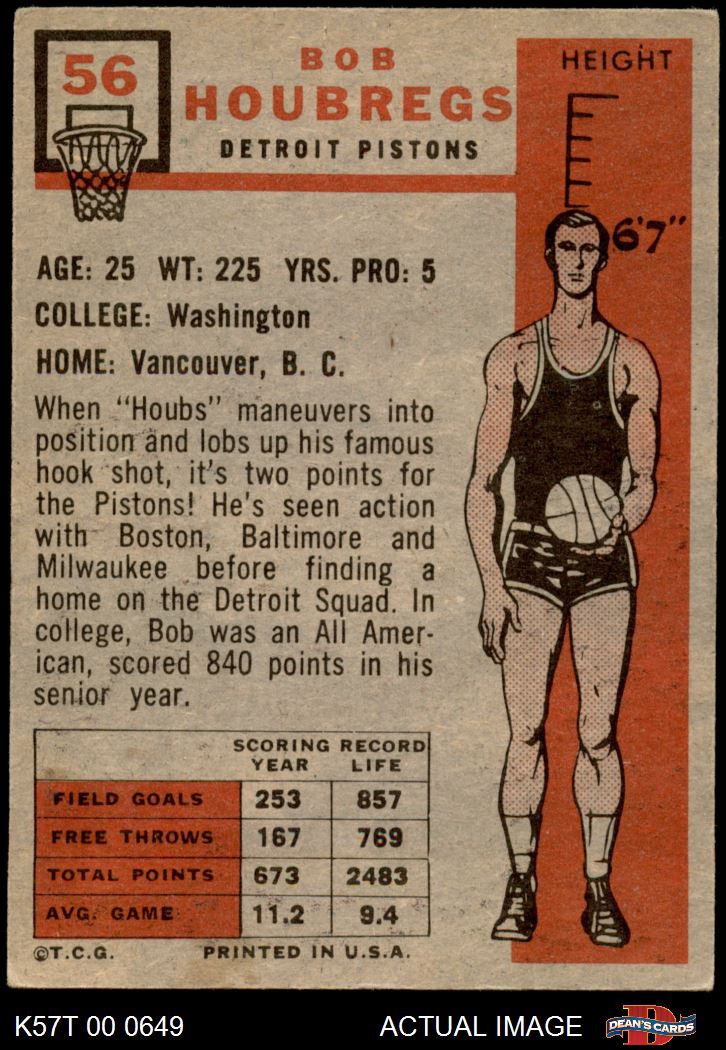 56
BOB
HOUBREGS
DETROIT PISTONS
HEIGHT
6'7"
AGE: 25 WT: 225 YRS. PRO: 5
COLLEGE: Washington
HOME: Vancouver, B. C.
When "Houbs" maneuvers into
position and lobs up his famous
hook shot, it's two points for
the Pistons! He's seen action
with Boston, Baltimore and
Milwaukee before finding a
home on the Detroit Squad. In
college, Bob was an All Amer-
ican, scored 840 points in his
senior year.
SCORING RECORD
YEAR LIFE
FIELD GOALS 253 857
FREE THROWS 167 769
TOTAL POINTS 673 2483
AVG. GAME 11.2 9.4
©T.C.G. PRINTED IN U.S.A.
K57T 00 0649 ACTUAL IMAGE D DEAN'S CARDS